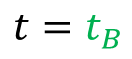 t = t_B